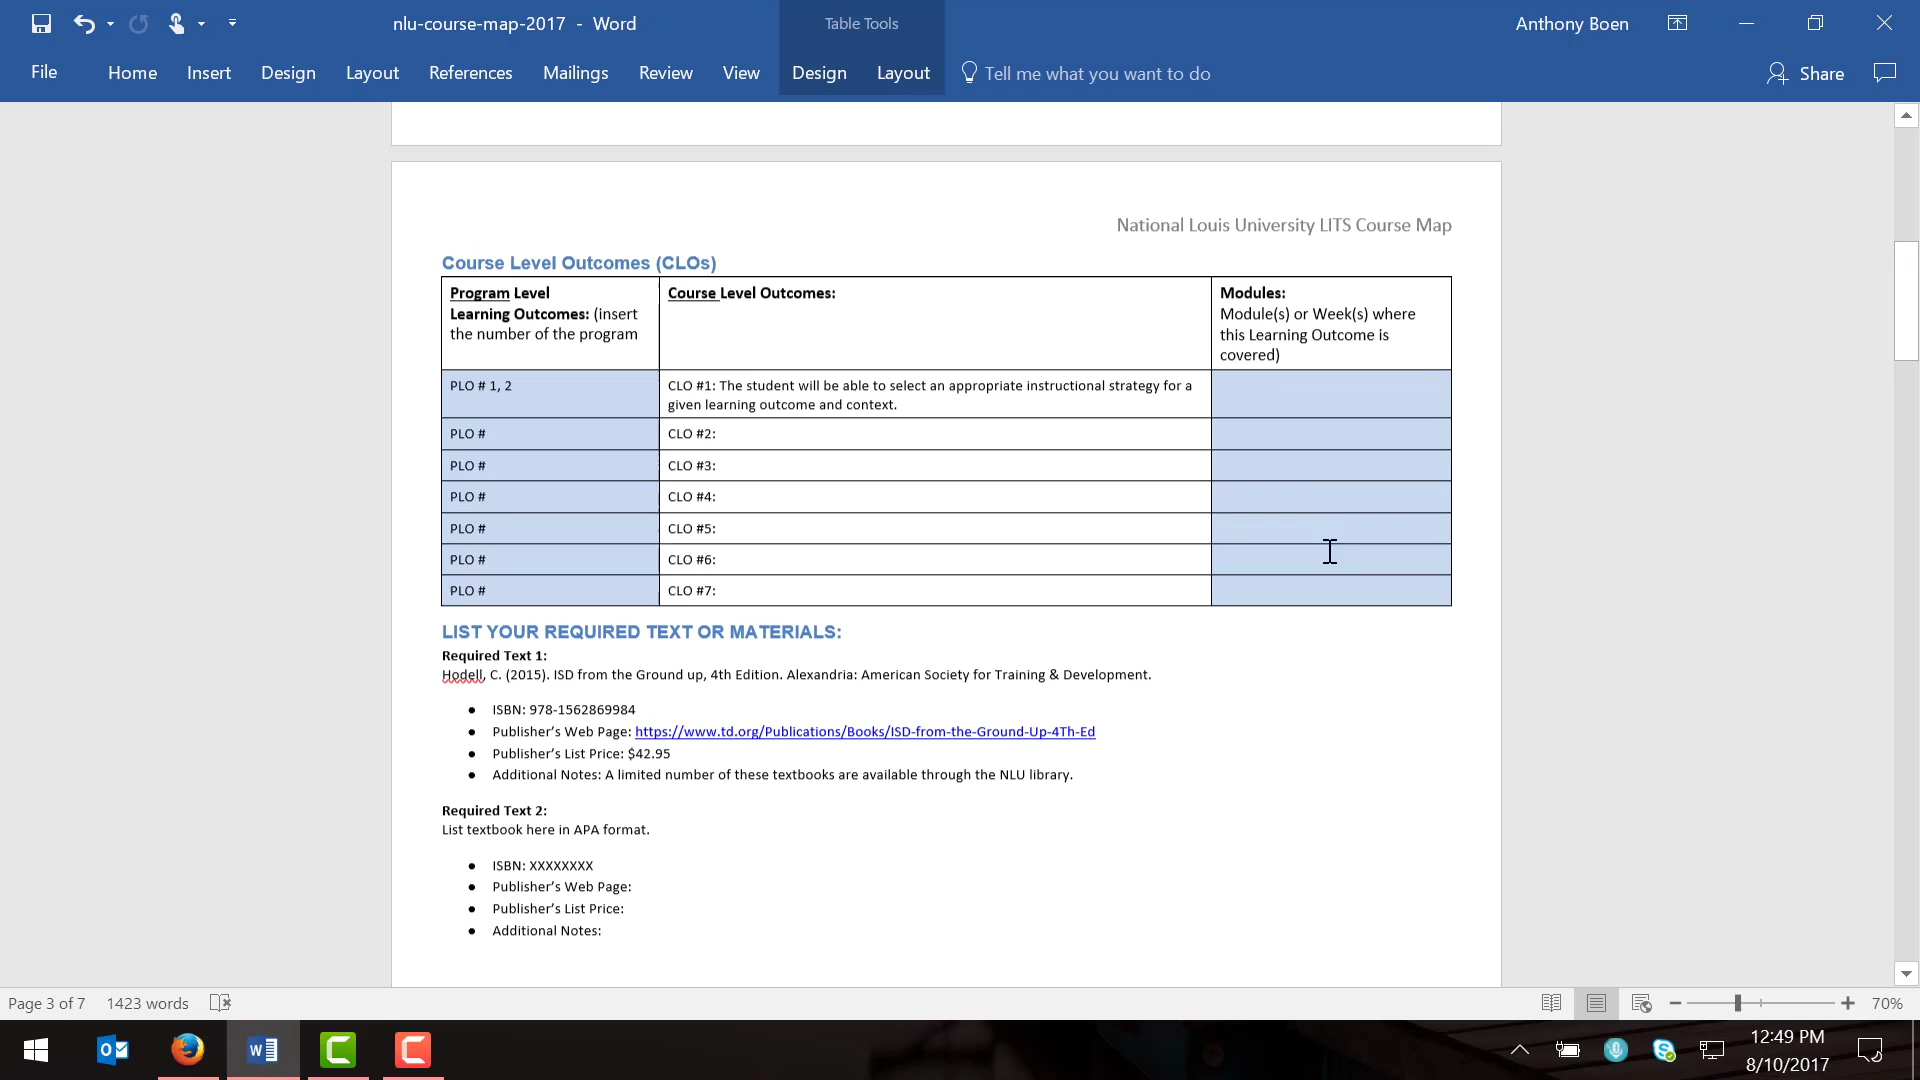 nlu-course-map-2017 - Word
Table Tools
Anthony Boen
File
Home
Insert
Design
Layout
References
Mailings
Review
View
Design
Layout
Tell me what you want to do
Share
National Louis University LITS Course Map
Course Level Outcomes (CLOs)
Program Level
Learning Outcomes: (insert
the number of the program
Course Level Outcomes:
Modules:
Module(s) or Week(s) where
this Learning Outcome is
covered)
PLO # 1, 2
CLO #1: The student will be able to select an appropriate instructional strategy for a
given learning outcome and context.
PLO #
CLO #2:
PLO #
CLO #3:
PLO #
CLO #4:
PLO #
CLO #5:
PLO #
CLO #6:
PLO #
CLO #7:
LIST YOUR REQUIRED TEXT OR MATERIALS:
Required Text 1:
Hodell, C. (2015). ISD from the Ground up, 4th Edition. Alexandria: American Society for Training & Development.
● ISBN: 978-1562869984
● Publisher’s Web Page: https://www.td.org/Publications/Books/ISD-from-the-Ground-Up-4Th-Ed
● Publisher’s List Price: $42.95
● Additional Notes: A limited number of these textbooks are available through the NLU library.
Required Text 2:
List textbook here in APA format.
● ISBN: XXXXXXXX
● Publisher’s Web Page:
● Publisher’s List Price:
● Additional Notes:
Page 3 of 7
1423 words
70%
12:49 PM
8/10/2017